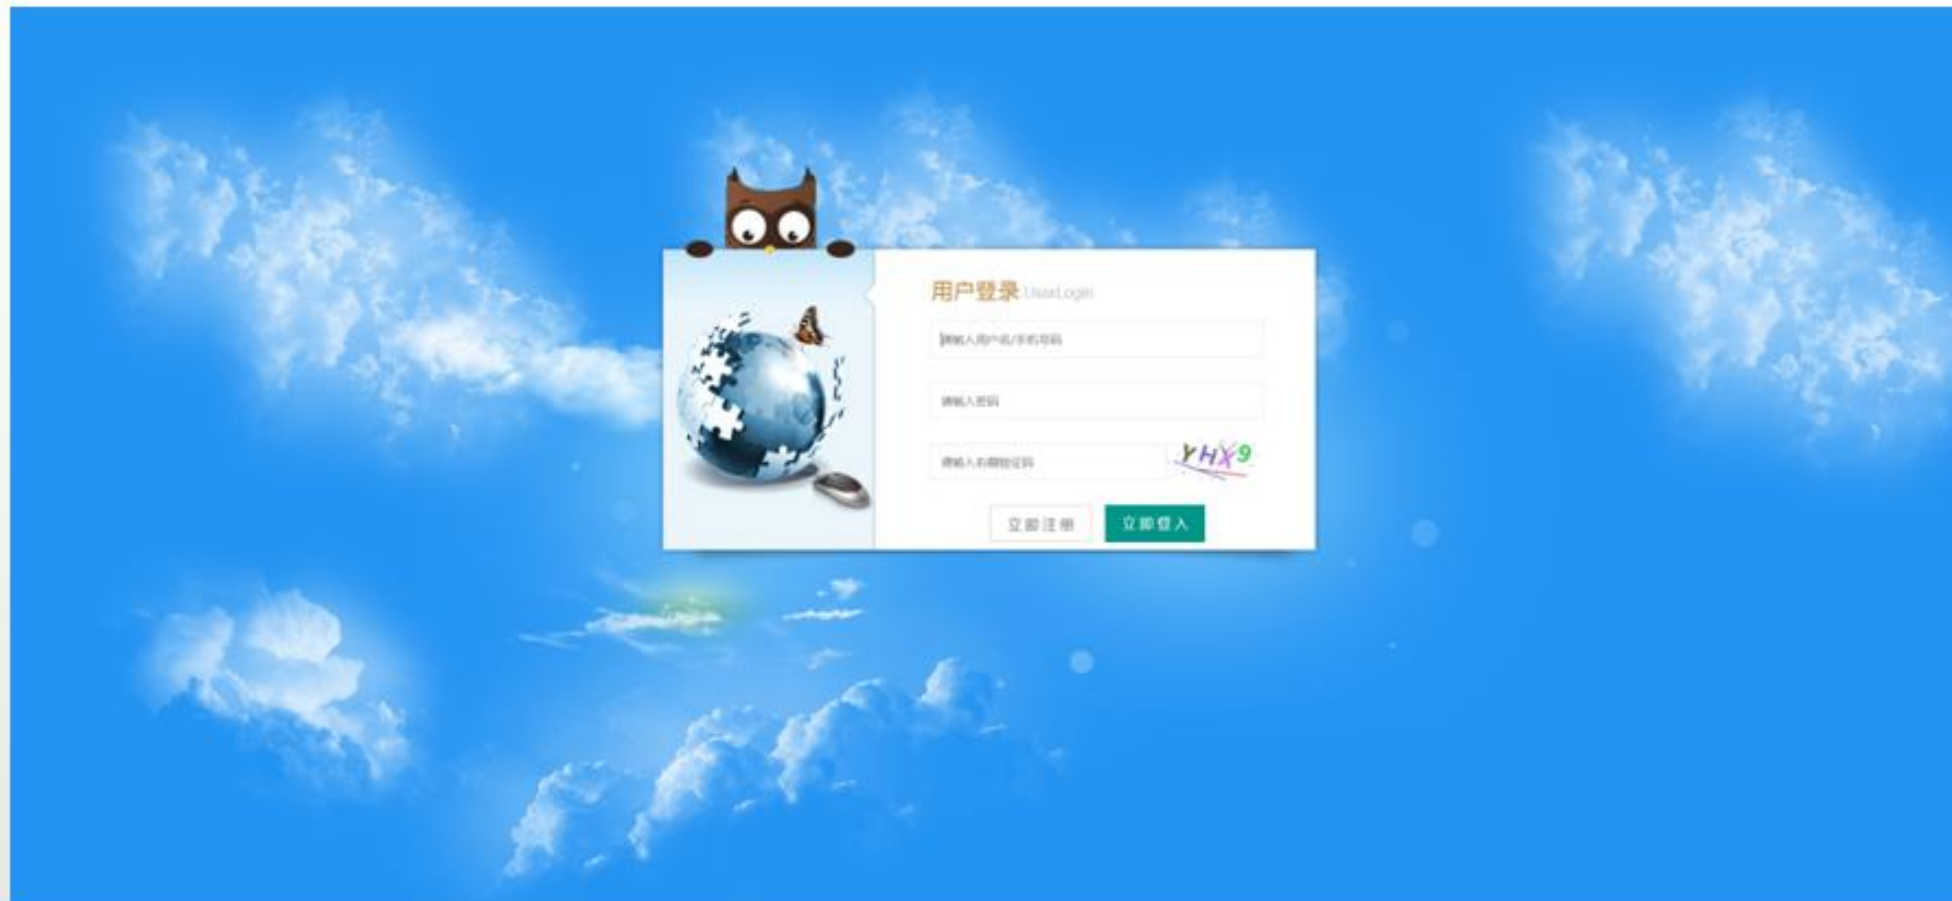 用户登录 UserLogin
请输入用户名/手机号码
请输入密码
请输入右侧验证码
YHX9
立即注册 立即登入